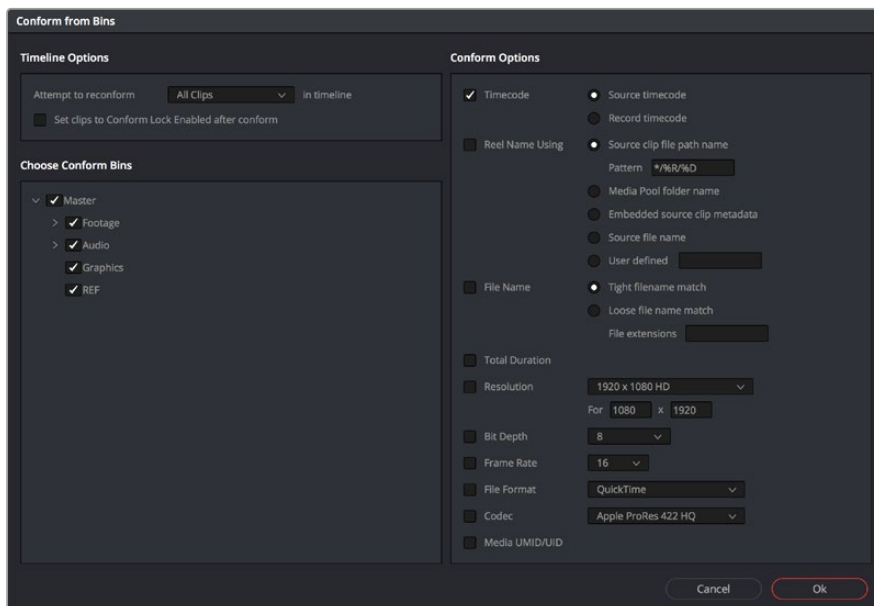 Conform from Bins
Timeline Options
Attempt to reconform All Clips in timeline
Set clips to Conform Lock Enabled after conform
Choose Conform Bins
Master
Footage
Audio
Graphics
REF
Conform Options
Timecode
Source timecode
Record timecode
Reel Name Using
Source clip file path name
Pattern */%R/%D
Media Pool folder name
Embedded source clip metadata
Source file name
User defined
File Name
Tight filename match
Loose file name match
File extensions
Total Duration
Resolution 1920 x 1080 HD
For 1080 x 1920
Bit Depth 8
Frame Rate 16
File Format QuickTime
Codec Apple ProRes 422 HQ
Media UMID/UID
Cancel Ok